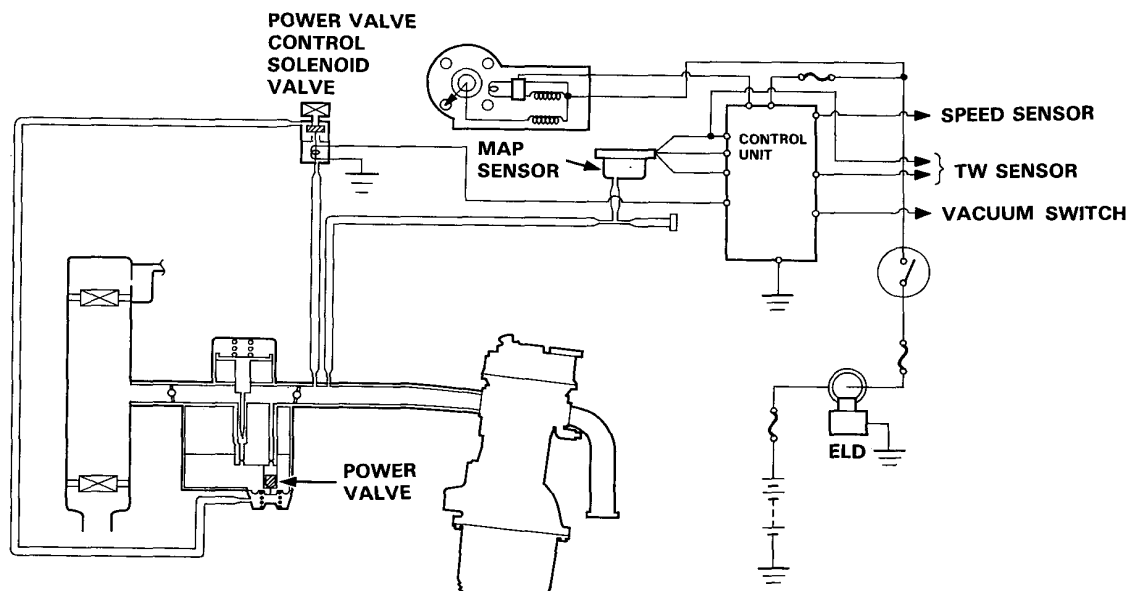 POWER VALVE
CONTROL
SOLENOID
VALVE
MAP
SENSOR
CONTROL
UNIT
SPEED SENSOR
TW SENSOR
VACUUM SWITCH
ELD
POWER
VALVE